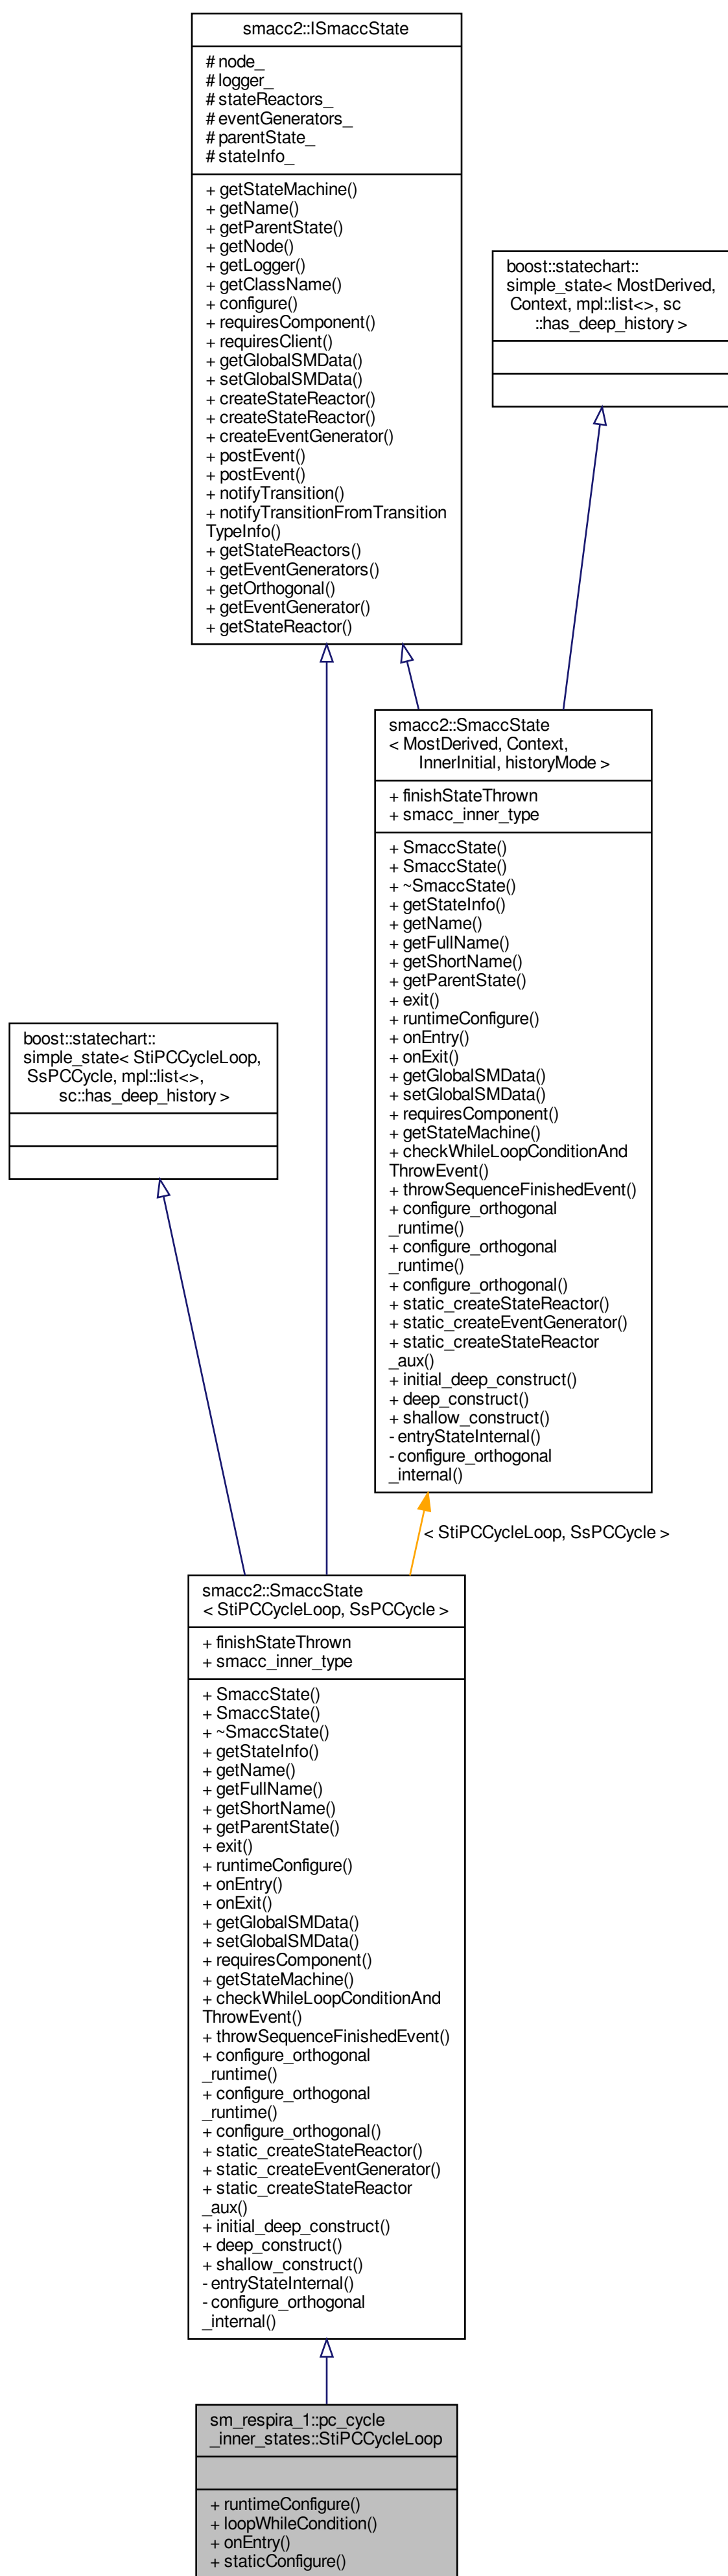 smacc2::ISmaccState
# node_
# logger_
# stateReactors_
# eventGenerators_
# parentState_
# stateInfo_
+ getStateMachine()
+ getName()
+ getParentState()
+ getNode()
+ getLogger()
+ getClassName()
+ configure()
+ requiresComponent()
+ requiresClient()
+ getGlobalSMData()
+ setGlobalSMData()
+ createStateReactor()
+ createStateReactor()
+ createEventGenerator()
+ postEvent()
+ postEvent()
+ notifyTransition()
+ notifyTransitionFromTransition
TypeInfo()
+ getStateReactors()
+ getEventGenerators()
+ getOrthogonal()
+ getEventGenerator()
+ getStateReactor()
boost::statechart::
simple_state< MostDerived,
Context, mpl::list<>, sc
::has_deep_history >
smacc2::SmaccState
< MostDerived, Context,
InnerInitial, historyMode >
+ finishStateThrown
+ smacc_inner_type
+ SmaccState()
+ SmaccState()
+ ~SmaccState()
+ getStateInfo()
+ getName()
+ getFullName()
+ getShortName()
+ getParentState()
+ exit()
+ runtimeConfigure()
+ onEntry()
+ onExit()
+ getGlobalSMData()
+ setGlobalSMData()
+ requiresComponent()
+ getStateMachine()
+ checkWhileLoopConditionAnd
ThrowEvent()
+ throwSequenceFinishedEvent()
+ configure_orthogonal
_runtime()
+ configure_orthogonal
_runtime()
+ configure_orthogonal()
+ static_createStateReactor()
+ static_createEventGenerator()
+ static_createStateReactor
_aux()
+ initial_deep_construct()
+ deep_construct()
+ shallow_construct()
- entryStateInternal()
- configure_orthogonal
_internal()
boost::statechart::
simple_state< StiPCCycleLoop,
SsPCCycle, mpl::list<>,
sc::has_deep_history >
< StiPCCycleLoop, SsPCCycle >
smacc2::SmaccState
< StiPCCycleLoop, SsPCCycle >
+ finishStateThrown
+ smacc_inner_type
+ SmaccState()
+ SmaccState()
+ ~SmaccState()
+ getStateInfo()
+ getName()
+ getFullName()
+ getShortName()
+ getParentState()
+ exit()
+ runtimeConfigure()
+ onEntry()
+ onExit()
+ getGlobalSMData()
+ setGlobalSMData()
+ requiresComponent()
+ getStateMachine()
+ checkWhileLoopConditionAnd
ThrowEvent()
+ throwSequenceFinishedEvent()
+ configure_orthogonal
_runtime()
+ configure_orthogonal
_runtime()
+ configure_orthogonal()
+ static_createStateReactor()
+ static_createEventGenerator()
+ static_createStateReactor
_aux()
+ initial_deep_construct()
+ deep_construct()
+ shallow_construct()
- entryStateInternal()
- configure_orthogonal
_internal()
sm_respira_1::pc_cycle
_inner_states::StiPCCycleLoop
+ runtimeConfigure()
+ loopWhileCondition()
+ onEntry()
+ staticConfigure()